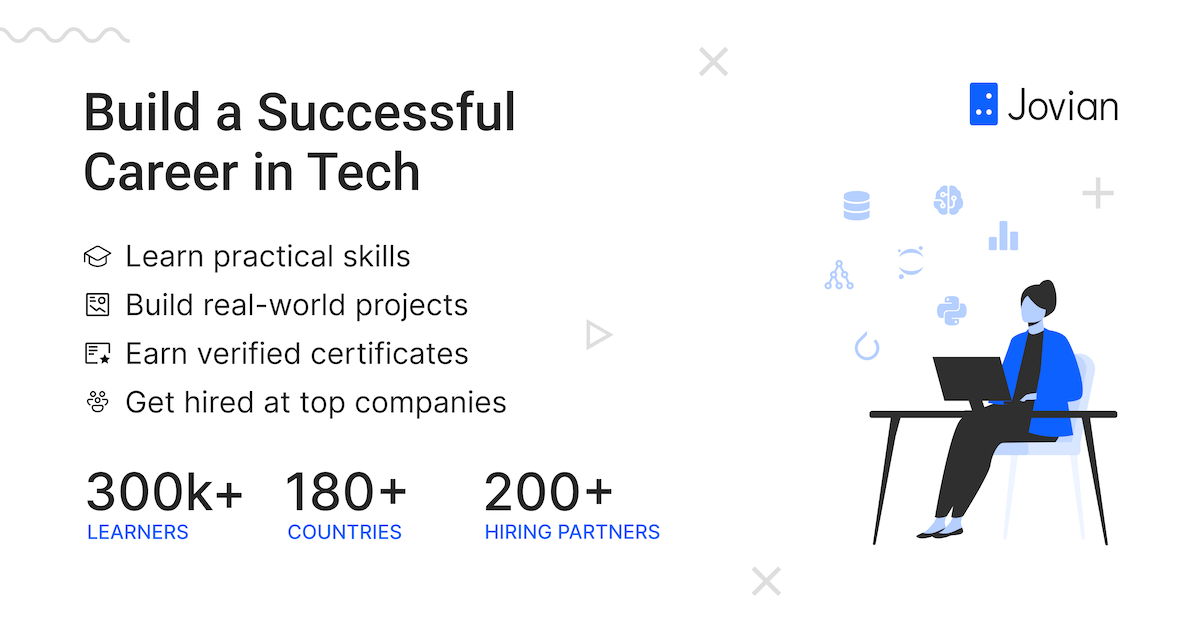 Build a Successful
Career in Tech
Jovian
Learn practical skills
Build real-world projects
Earn verified certificates
Get hired at top companies
300k+
LEARNERS
180+
COUNTRIES
200+
HIRING PARTNERS